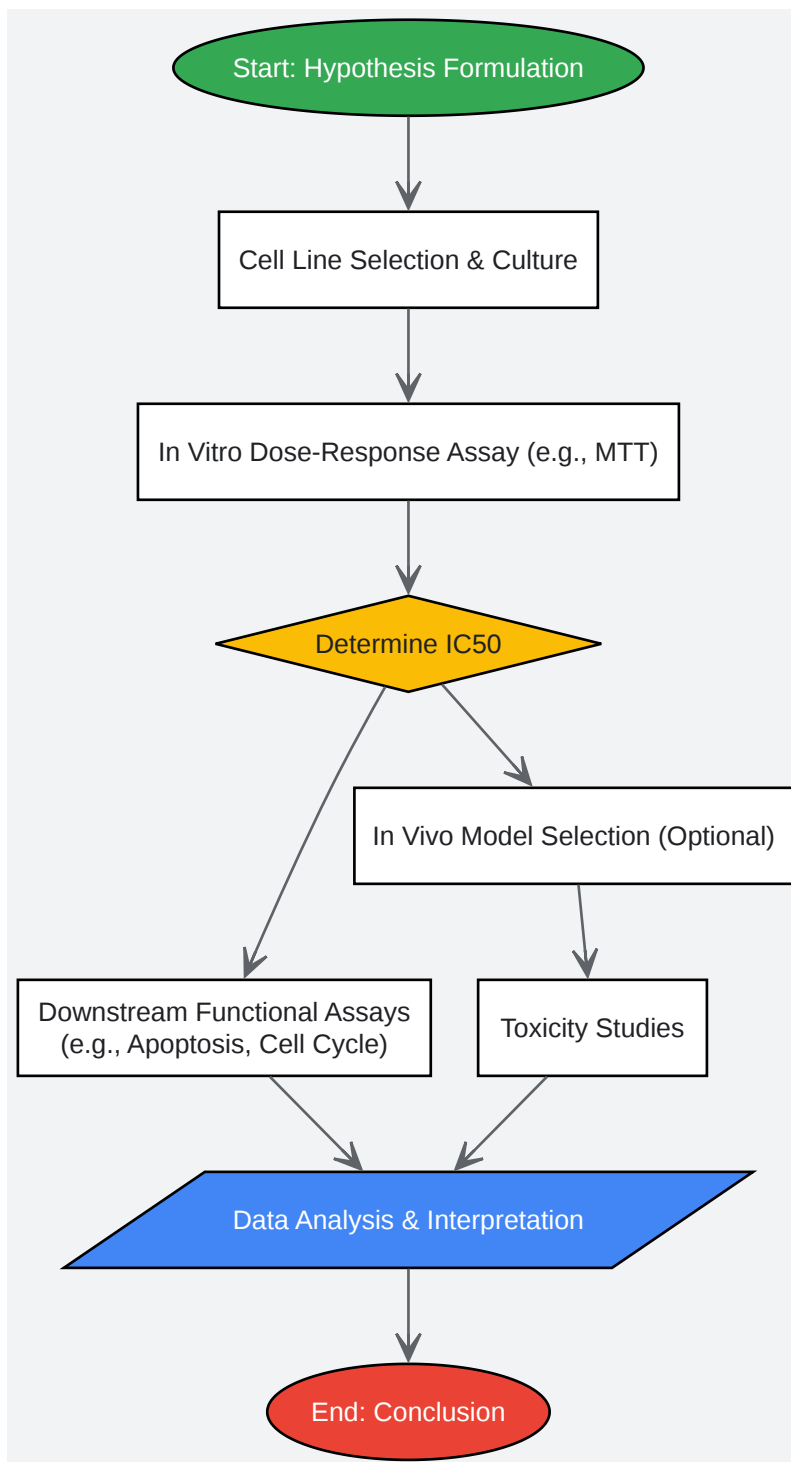 Start: Hypothesis Formulation
Cell Line Selection & Culture
In Vitro Dose-Response Assay (e.g., MTT)
Determine IC50
In Vivo Model Selection (Optional)
Downstream Functional Assays
(e.g., Apoptosis, Cell Cycle)
Toxicity Studies
Data Analysis & Interpretation
End: Conclusion